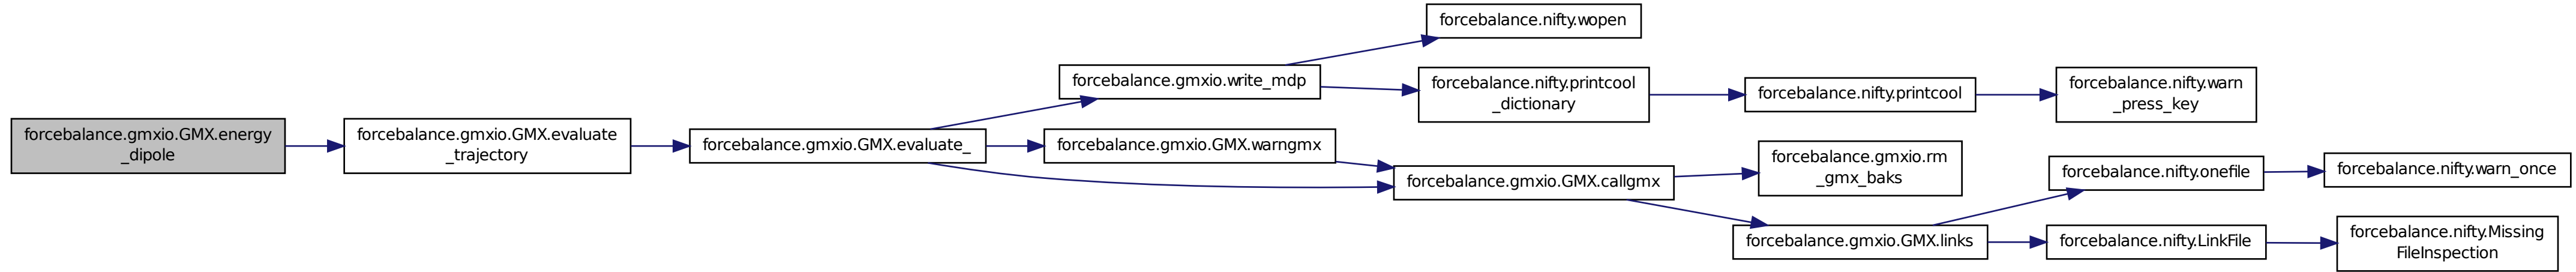 forcebalance.gmxio.GMX.energy
_dipole
forcebalance.gmxio.GMX.evaluate
_trajectory
forcebalance.gmxio.GMX.evaluate_
forcebalance.gmxio.write_mdp
forcebalance.nifty.wopen
forcebalance.nifty.printcool
_dictionary
forcebalance.nifty.printcool
forcebalance.nifty.warn
_press_key
forcebalance.gmxio.GMX.warngmx
forcebalance.gmxio.GMX.callgmx
forcebalance.gmxio.rm
_gmx_baks
forcebalance.gmxio.GMX.links
forcebalance.nifty.onefile
forcebalance.nifty.warn_once
forcebalance.nifty.LinkFile
forcebalance.nifty.Missing
FileInspection